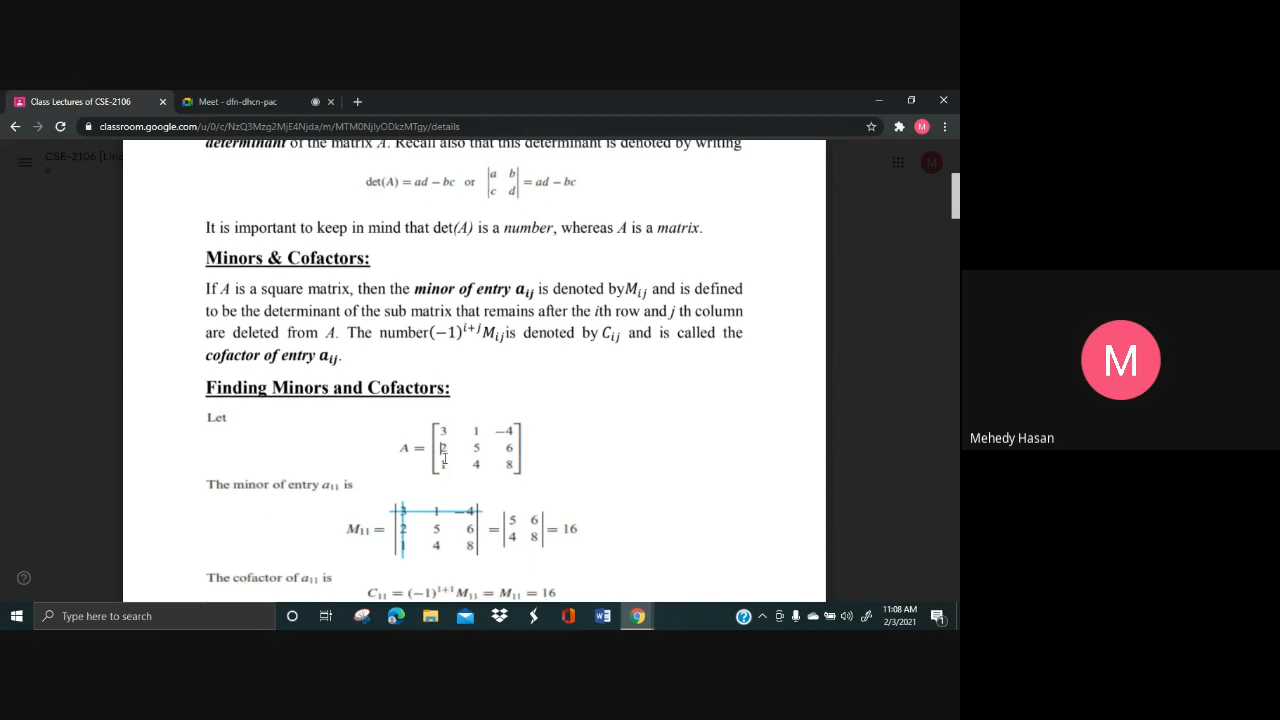 Class Lectures of CSE-2106
Meet - dfn-dhcn-pac
classroom.google.com/u/0/c/NzQ3Mzg2MjE4Njda/m/MTM0NjIyODkzMTgy/details
CSE-2106 [Lin
B
M
determinant of the matrix A. Recall also that this determinant is denoted by writing
det(A) = ad − bc or |a b| = ad − bc
|c d|
It is important to keep in mind that det(A) is a number, whereas A is a matrix.
Minors & Cofactors:
If A is a square matrix, then the minor of entry aij is denoted byMij and is defined
to be the determinant of the sub matrix that remains after the ith row and j th column
are deleted from A. The number(−1)^i+j Mijis denoted by Cij and is called the
cofactor of entry aij.
Finding Minors and Cofactors:
Let
3 1 −4
A = 2 5 6
1 4 8
The minor of entry a11 is
3 1 −4
M11 = 2 5 6 = |5 6| = 16
1 4 8 |4 8|
The cofactor of a11 is
C11 = (−1)^1+1 M11 = M11 = 16
Type here to search
11:08 AM
2/3/2021
M
Mehedy Hasan